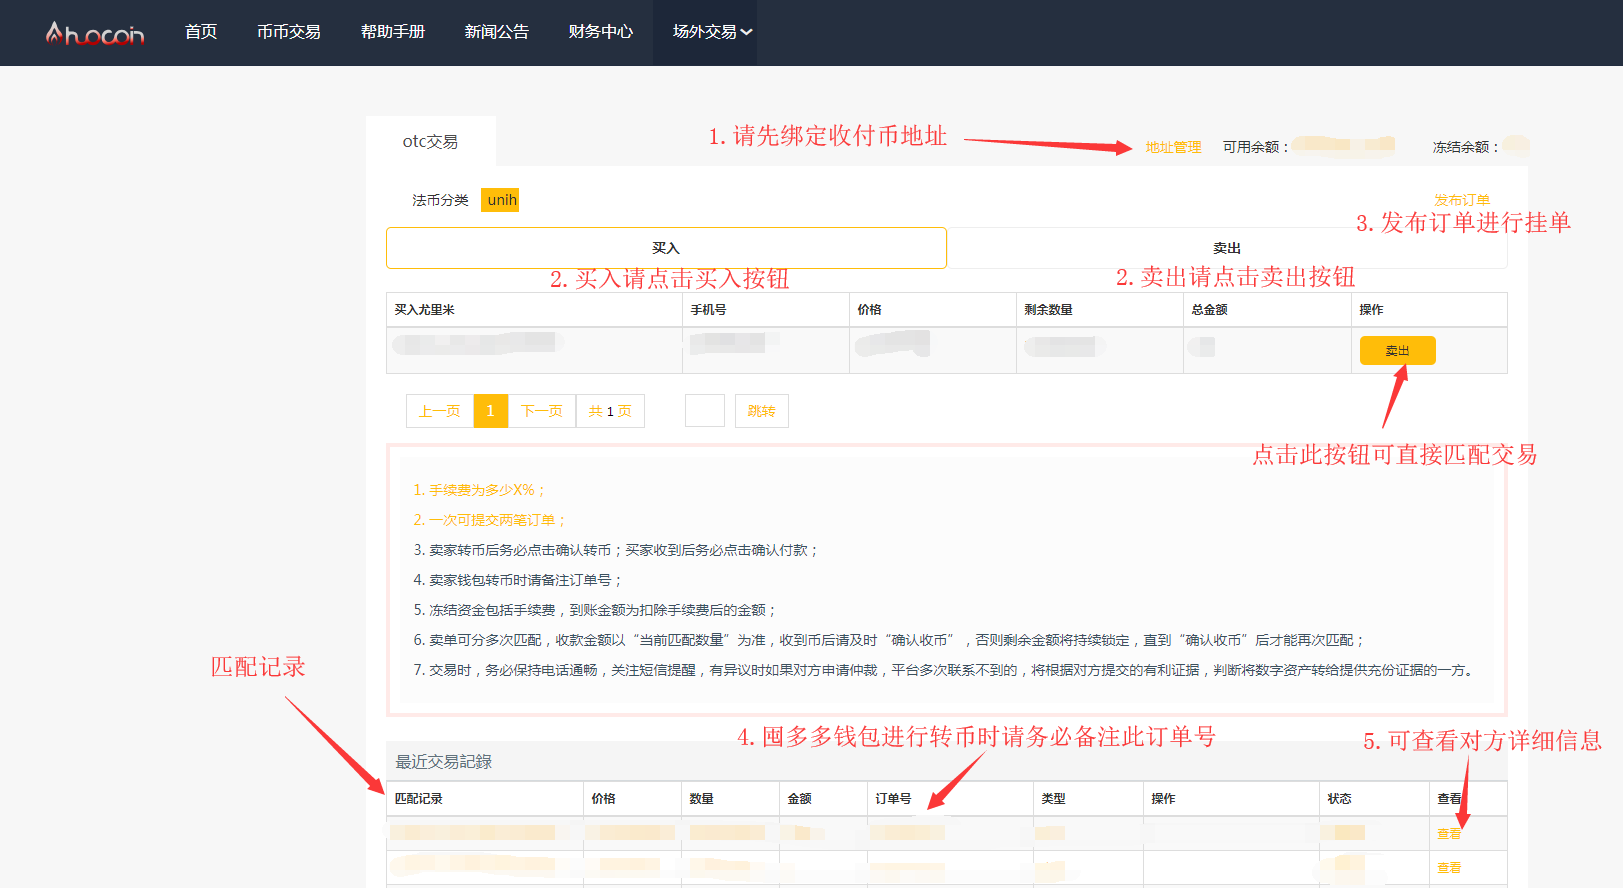 Ahuocoin 首页 币币交易 帮助手册 新闻公告 财务中心 场外交易
otc交易
1.请先绑定收付币地址
地址管理 可用余额： 冻结余额：
法币分类 unih
发布订单
3.发布订单进行挂单
买入 卖出
2.买入请点击买入按钮 2.卖出请点击卖出按钮
买入尤里米 手机号 价格 剩余数量 总金额 操作
卖出
上一页 1 下一页 共 1 页 跳转
点击此按钮可直接匹配交易
1. 手续费为多少X%；
2. 一次可提交两笔订单；
3. 卖家转币后务必点击确认转币；买家收到后务必点击确认付款；
4. 卖家钱包转币时请备注订单号；
5. 冻结资金包括手续费，到账金额为扣除手续费后的金额；
6. 卖单可分多次匹配，收款金额以“当前匹配数量”为准，收到币后请及时“确认收币”，否则剩余金额将持续锁定，直到“确认收币”后才能再次匹配；
7. 交易时，务必保持电话通畅，关注短信提醒，有异议时如果对方申请仲裁，平台多次联系不到的，将根据对方提交的有利证据，判断将数字资产转给提供充份证据的一方。
匹配记录
4.囤多多钱包进行转币时请务必备注此订单号
5.可查看对方详细信息
最近交易記錄
匹配记录 价格 数量 金额 订单号 类型 操作 状态 查看
查看
查看